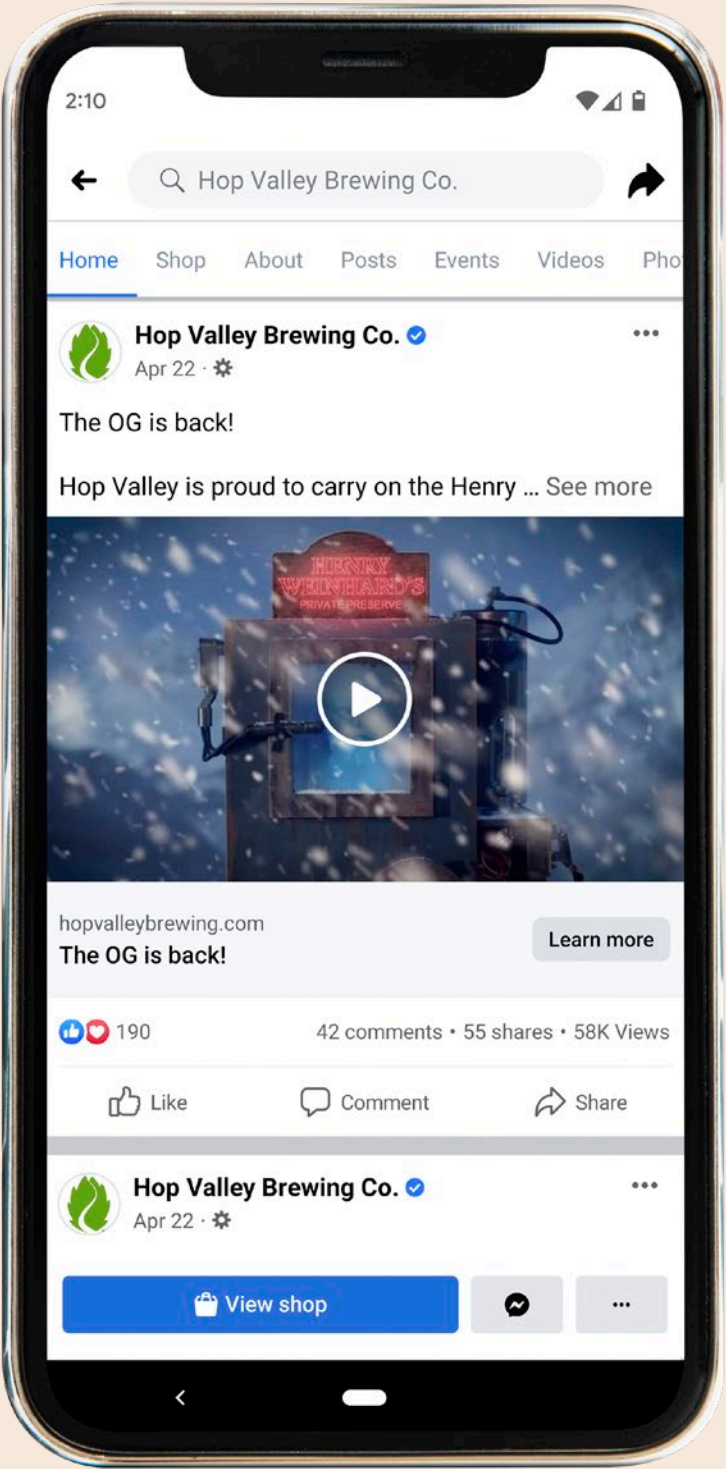 2:10
Hop Valley Brewing Co.
Home Shop About Posts Events Videos Pho
Hop Valley Brewing Co.
Apr 22 ·
The OG is back!
Hop Valley is proud to carry on the Henry ... See more
HENRY
WEINHARD'S
PRIVATE PRESERVE
hopvalleybrewing.com
The OG is back!
Learn more
190 42 comments • 55 shares • 58K Views
Like Comment Share
Hop Valley Brewing Co.
Apr 22 ·
View shop